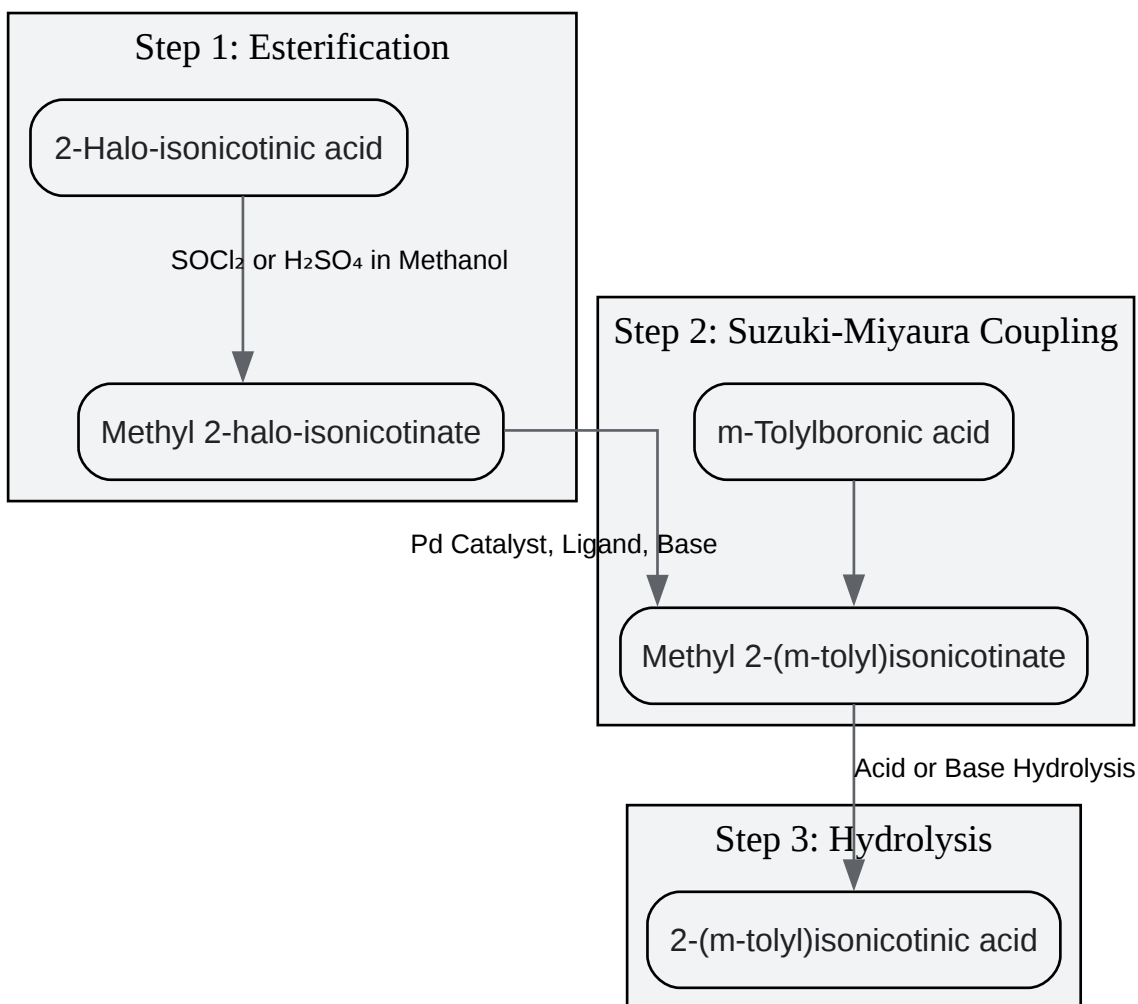 Step 1: Esterification
2-Halo-isonicotinic acid
SOCl₂ or H₂SO₄ in Methanol
Methyl 2-halo-isonicotinate
Step 2: Suzuki-Miyaura Coupling
m-Tolylboronic acid
Pd Catalyst, Ligand, Base
Methyl 2-(m-tolyl)isonicotinate
Acid or Base Hydrolysis
Step 3: Hydrolysis
2-(m-tolyl)isonicotinic acid